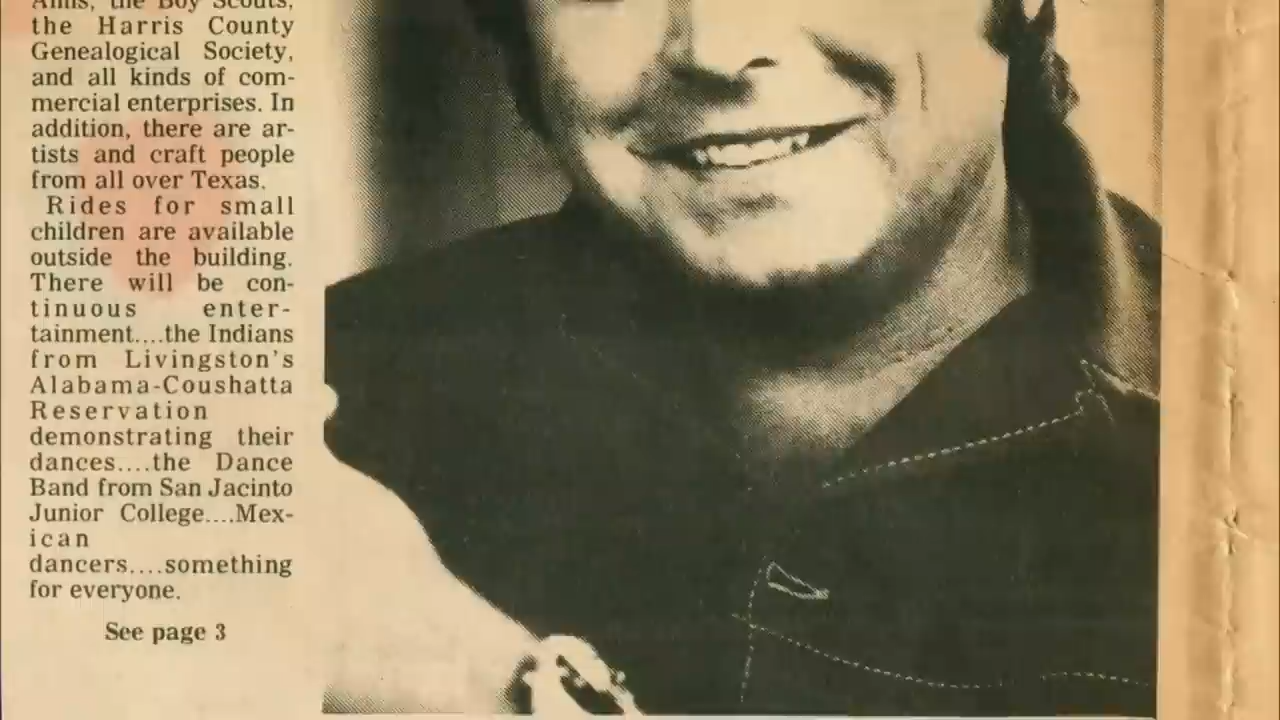 Arms, the Boy Scouts,
the Harris County
Genealogical Society,
and all kinds of com-
mercial enterprises. In
addition, there are ar-
tists and craft people
from all over Texas.
Rides for small
children are available
outside the building.
There will be con-
tinuous enter-
tainment....the Indians
from Livingston's
Alabama-Coushatta
Reservation
demonstrating their
dances....the Dance
Band from San Jacinto
Junior College....Mex-
ican
dancers....something
for everyone.
See page 3